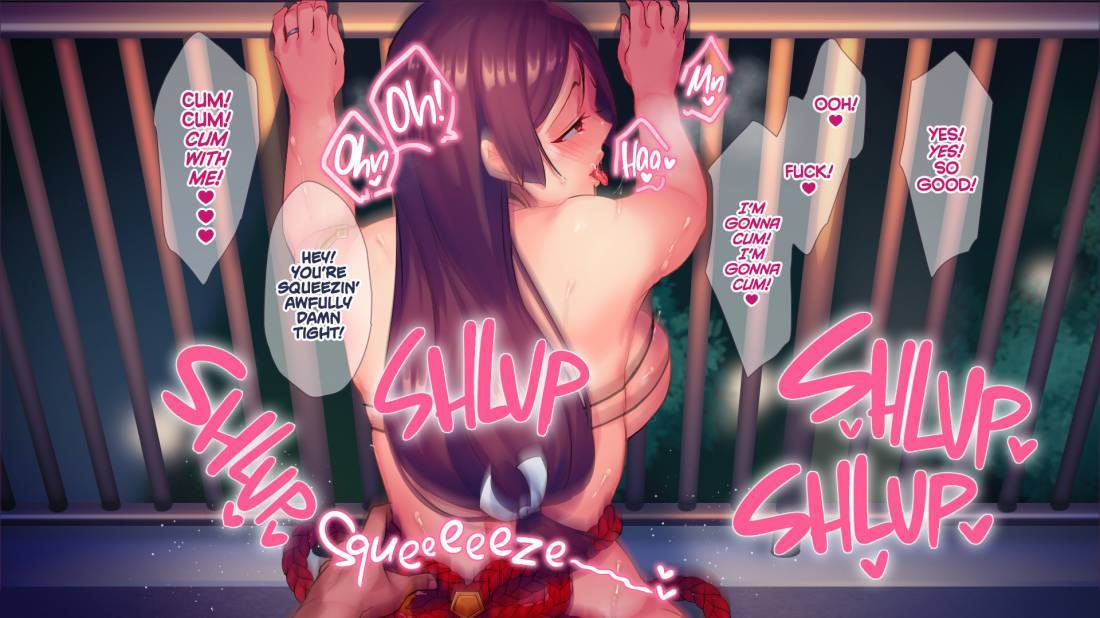 YES!
YES!
SO
GOOD!
OOH!
♥
FUCK!
♥
I'M
GONNA
CUM!
I'M
GONNA
CUM!
♥
Mn
♥
Haa♥
Oh!
Ohn
♥
CUM!
CUM!
CUM
WITH
ME!
♥
♥
♥
HEY!
YOU'RE
SQUEEZIN'
AWFULLY
DAMN
TIGHT!
SHLUP♥
SHLUP♥
SHLUP
SHLUP♥
Squeeeeeze♥